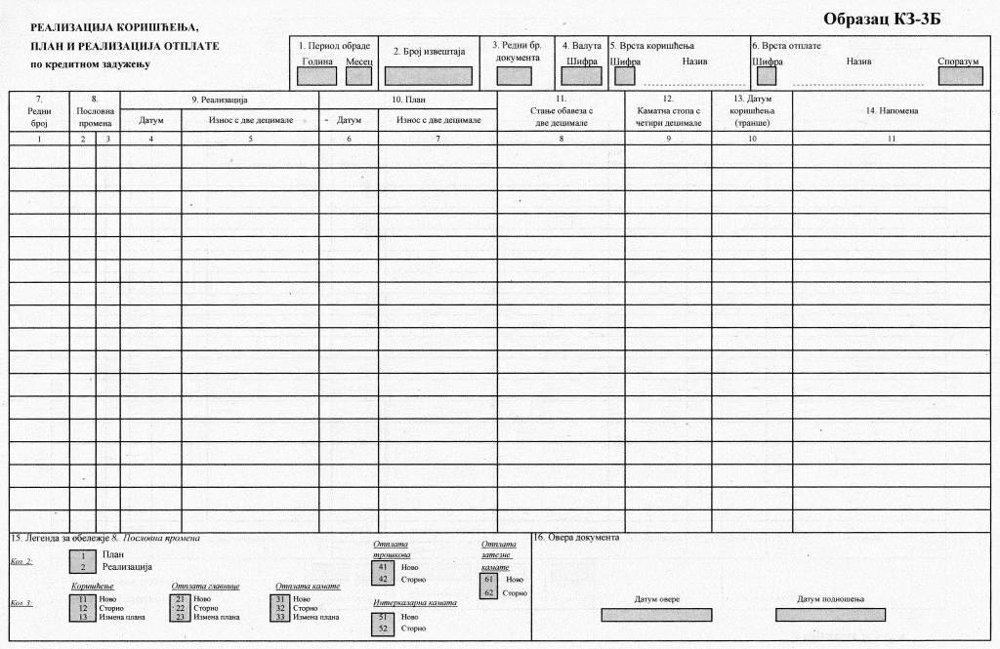 Образац КЗ-3Б
РЕАЛИЗАЦИЈА КОРИШЋЕЊА,
ПЛАН И РЕАЛИЗАЦИЈА ОТПЛАТЕ
по кредитном задужењу
1. Период обраде
Година Месец
2. Број извештаја
3. Редни бр.
документа
4. Валута
Шифра
5. Врста коришћења
Шифра Назив
6. Врста отплате
Шифра Назив Споразум
7.
Редни
број
8.
Пословна
промена
9. Реализација
Датум Износ с две децимале
10. План
Датум Износ с две децимале
11.
Стање обавеза с
две децимале
12.
Каматна стопа с
четири децимале
13. Датум
коришћења
(транше)
14. Напомена
1 2 3 4 5 6 7 8 9 10 11
15. Легенда за обележје 8. Пословна промена
Кол. 2:
1 План
2 Реализација
Кол. 3:
Коришћење
11 Ново
12 Сторно
13 Измена плана
Отплата главнице
21 Ново
22 Сторно
23 Измена плана
Отплата камате
31 Ново
32 Сторно
33 Измена плана
Отплата
трошкова
41 Ново
42 Сторно
Интеркаларна камата
51 Ново
52 Сторно
Отплата
затезне
камате
61 Ново
62 Сторно
16. Овера документа
Датум овере Датум подношења